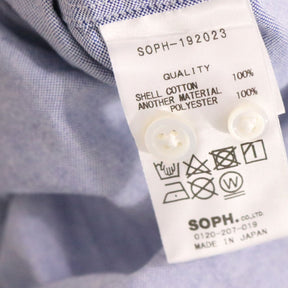 SOPH-192023
QUALITY
SHELL COTTON 100%
ANOTHER MATERIAL
POLYESTER 100%
SOPH.CO.,LTD.
0120-207-019
MADE IN JAPAN